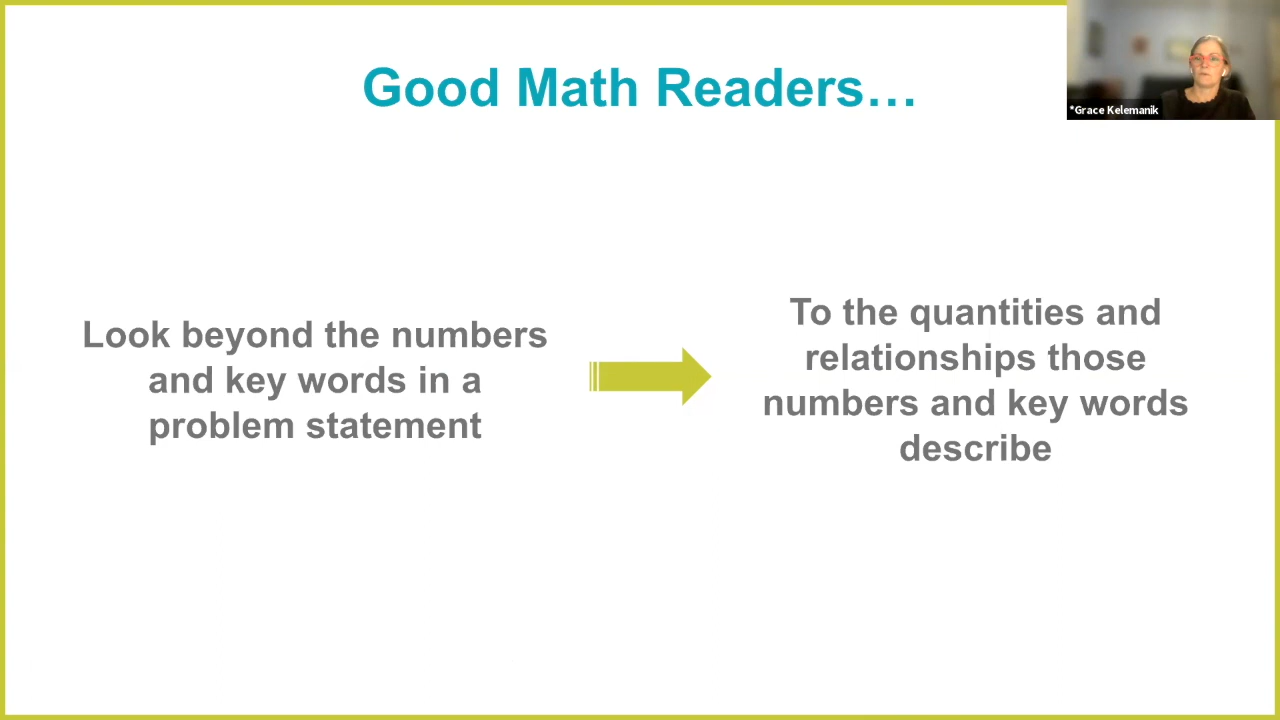 Good Math Readers…
*Grace Kelemanik
Look beyond the numbers
and key words in a
problem statement
To the quantities and
relationships those
numbers and key words
describe